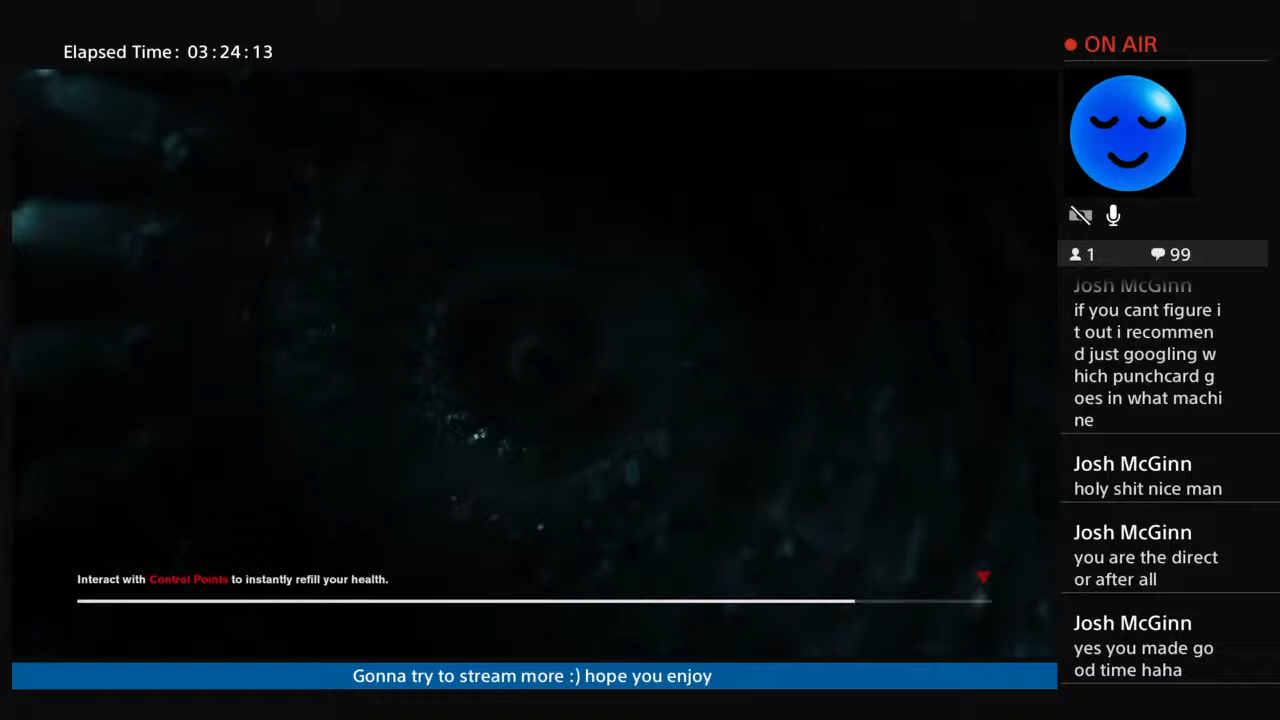 Elapsed Time: 03:24:13
ON AIR
1
99
Josh McGinn
if you cant figure i
t out i recommen
d just googling w
hich punchcard g
oes in what machi
ne
Josh McGinn
holy shit nice man
Josh McGinn
you are the direct
or after all
Josh McGinn
yes you made go
od time haha
Interact with Control Points to instantly refill your health.
Gonna try to stream more :) hope you enjoy